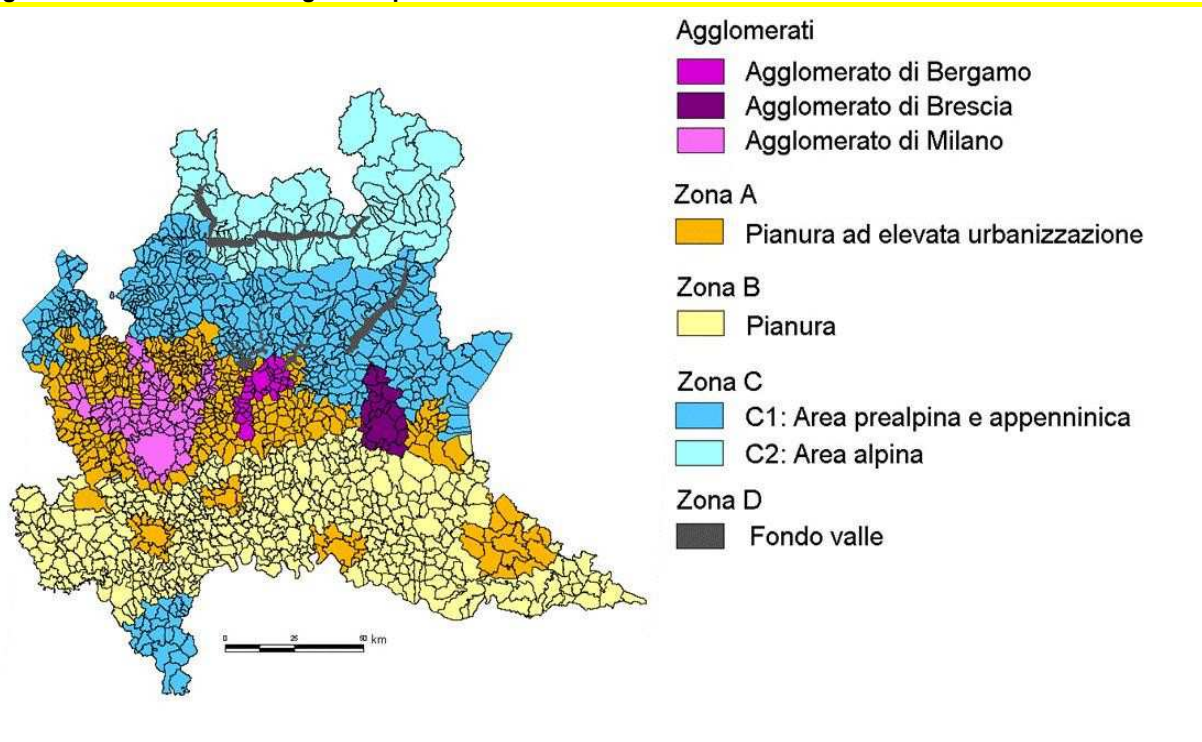 Agglomerati
Agglomerato di Bergamo
Agglomerato di Brescia
Agglomerato di Milano
Zona A
Pianura ad elevata urbanizzazione
Zona B
Pianura
Zona C
C1: Area prealpina e appenninica
C2: Area alpina
Zona D
Fondo valle
0 25 50 km